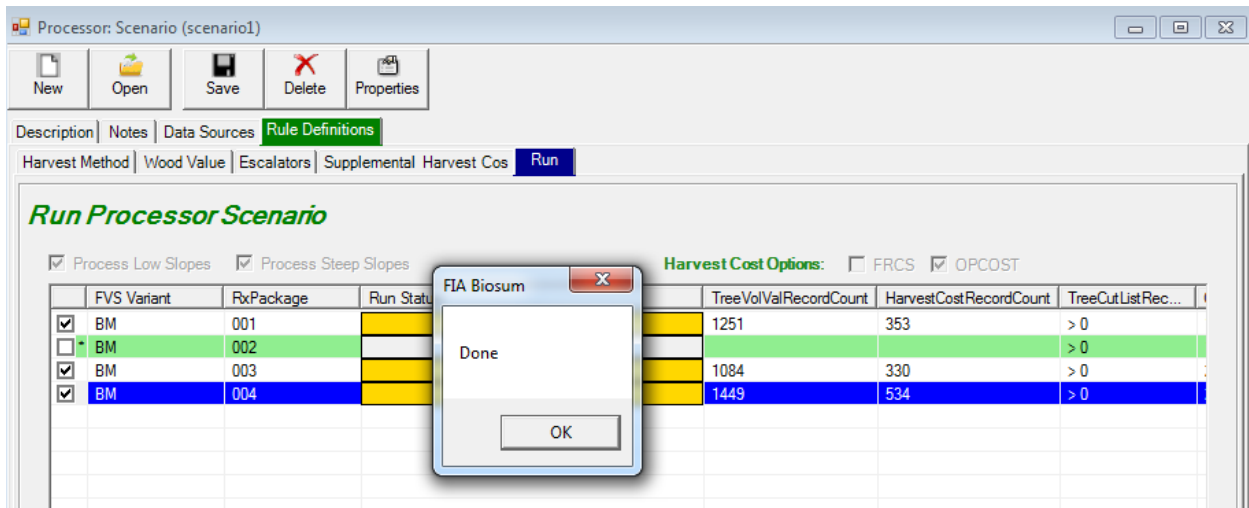 Processor: Scenario (scenario1)
New Open Save Delete Properties
Description Notes Data Sources Rule Definitions
Harvest Method Wood Value Escalators Supplemental Harvest Cos Run
Run Processor Scenario
Process Low Slopes Process Steep Slopes Harvest Cost Options: FRCS OPCOST
FVS Variant RxPackage Run Statu TreeVolValRecordCount HarvestCostRecordCount TreeCutListRec...
BM 001 1251 353 > 0
* BM 002 > 0
BM 003 1084 330 > 0
BM 004 1449 534 > 0
FIA Biosum
Done
OK